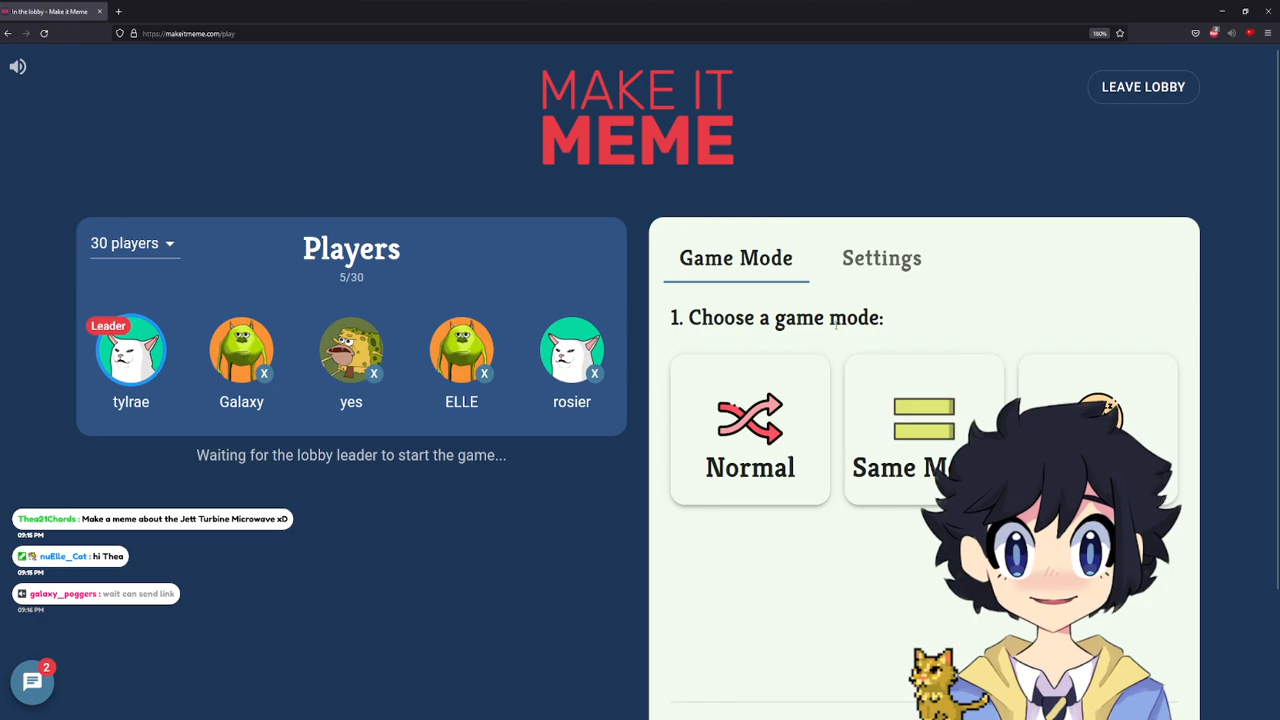 In the lobby - Make it Meme
https://makeitmeme.com/play
180%
MAKE IT
MEME
LEAVE LOBBY
30 players
Players
5/30
Leader
X
X
X
X
tylrae
Galaxy
yes
ELLE
rosier
Waiting for the lobby leader to start the game...
Game Mode
Settings
1. Choose a game mode:
Normal
Same M
Thea21Chords : Make a meme about the Jett Turbine Microwave xD
09:15 PM
nuElle_Cat : hi Thea
09:15 PM
galaxy_poggers : wait can send link
09:16 PM
2